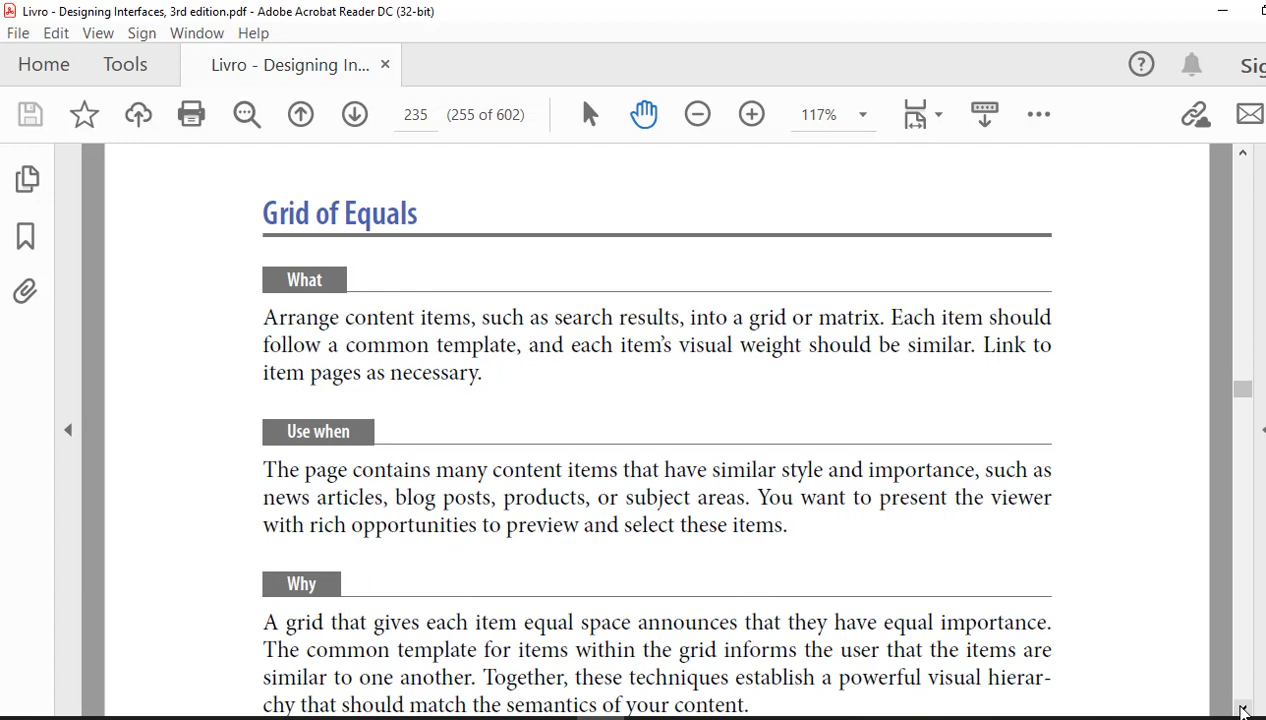 Livro - Designing Interfaces, 3rd edition.pdf - Adobe Acrobat Reader DC (32-bit)
File Edit View Sign Window Help
Home Tools Livro - Designing In... × Sig
235 (255 of 602) 117%
Grid of Equals
What
Arrange content items, such as search results, into a grid or matrix. Each item should
follow a common template, and each item's visual weight should be similar. Link to
item pages as necessary.
Use when
The page contains many content items that have similar style and importance, such as
news articles, blog posts, products, or subject areas. You want to present the viewer
with rich opportunities to preview and select these items.
Why
A grid that gives each item equal space announces that they have equal importance.
The common template for items within the grid informs the user that the items are
similar to one another. Together, these techniques establish a powerful visual hierar-
chy that should match the semantics of your content.